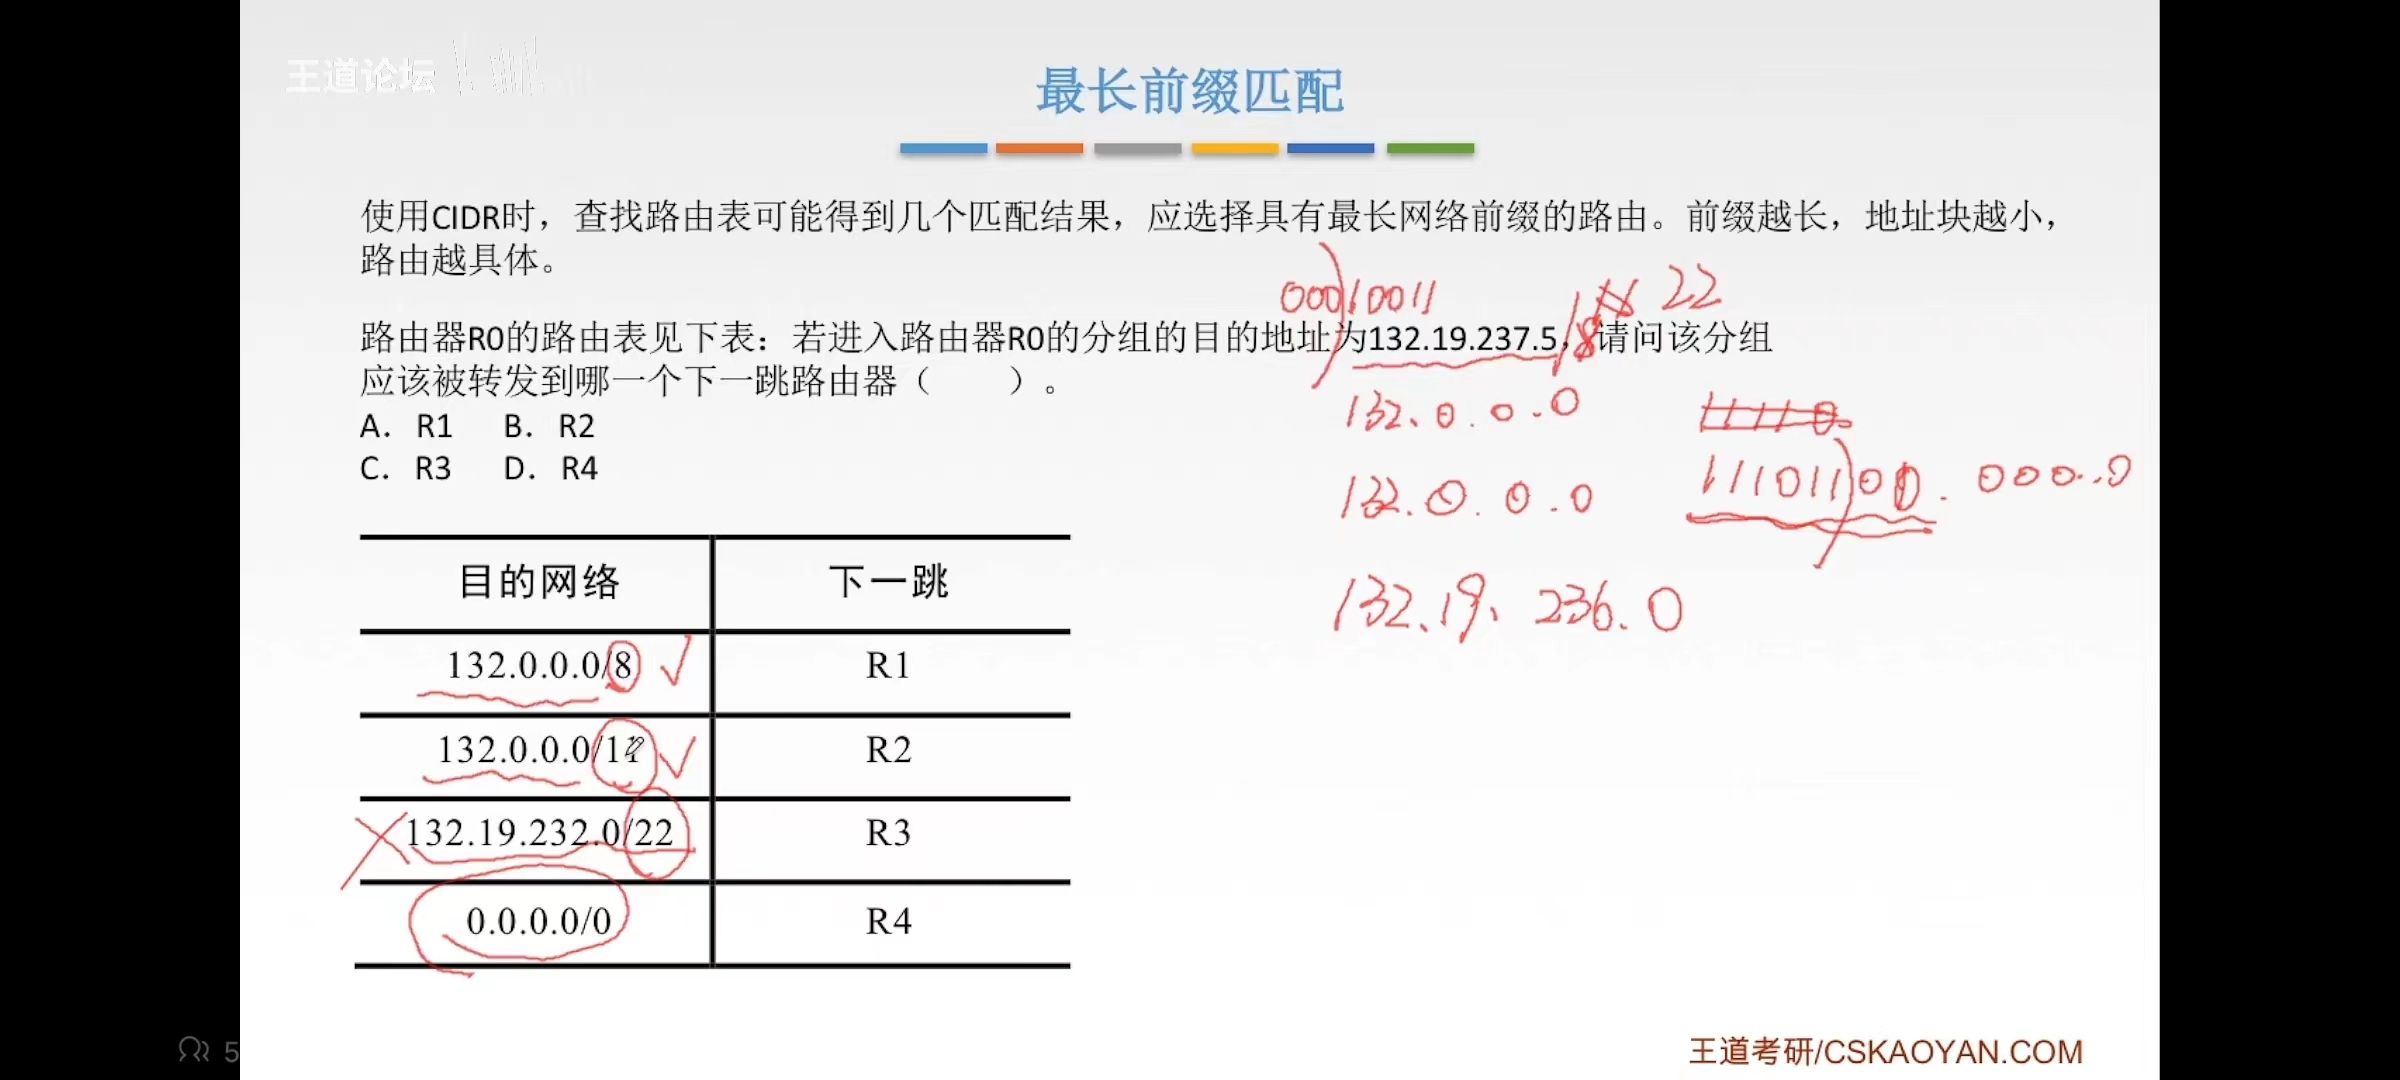 王道论坛
最长前缀匹配
使用CIDR时，查找路由表可能得到几个匹配结果，应选择具有最长网络前缀的路由。前缀越长，地址块越小，
路由越具体。
00010011
/8 22
路由器R0的路由表见下表：若进入路由器R0的分组的目的地址为132.19.237.5，请问该分组
应该被转发到哪一个下一跳路由器（ ）。
132.0.0.0
A. R1 B. R2
C. R3 D. R4
132.0.0.0
11101100.000..0
目的网络 下一跳
132.19.236.0
132.0.0.0/8 R1
132.0.0.0/11 R2
132.19.232.0/22 R3
0.0.0.0/0 R4
王道考研/CSKAOYAN.COM
5